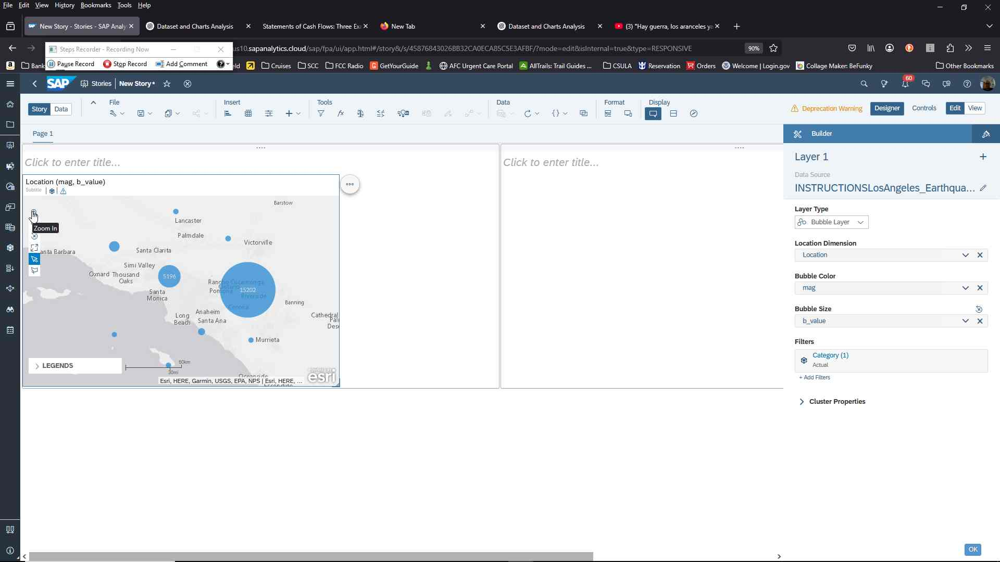 File Edit View History Bookmarks Tools Help
New Story - Stories - SAP Analy
Dataset and Charts Analysis
Statements of Cash Flows: Three Exa
New Tab
Dataset and Charts Analysis
(3) "Hay guerra, los aranceles ya
Steps Recorder - Recording Now
us10.sapanalytics.cloud/sap/fpa/ui/app.html#/story&/s/45876843026BB32CA0ECA85C5E3AFBF/?mode=edit&isInternal=true&type=RESPONSIVE
90%
Pause Record Stop Record Add Comment
Bank
eld
Cruises
SCC
FCC Radio
GetYourGuide
AFC Urgent Care Portal
AllTrails: Trail Guides ...
CSULA
Reservation
Orders
Welcome | Login.gov
Collage Maker: BeFunky
Other Bookmarks
SAP
Stories
New Story*
60
Story Data
File
Insert
Tools
Data
Format
Display
Deprecation Warning
Designer
Controls
Edit View
Page 1
Builder
Click to enter title...
Click to enter title...
Location (mag, b_value)
Subtitle
Zoom In
Barstow
Lancaster
Palmdale
Victorville
Santa Clarita
anta Barbara
Simi Valley
Oxnard
Thousand
Oaks
5196
Rancho Cucamonga
Ontario
Pomona
15202
Riverside
Santa
Monica
Banning
Corona
Anaheim
Long
Beach
Santa Ana
Cathedral
Pal
Des
Murrieta
LEGENDS
60km
30mi
Oceanside
Escondido
POWERED BY
esri
Esri, HERE, Garmin, USGS, EPA, NPS | Esri, HERE, ...
Layer 1
Data Source
INSTRUCTIONSLosAngeles_Earthqua...
Layer Type
Bubble Layer
Location Dimension
Location
Bubble Color
mag
Bubble Size
b_value
Filters
Category (1)
Actual
+ Add Filters
Cluster Properties
OK